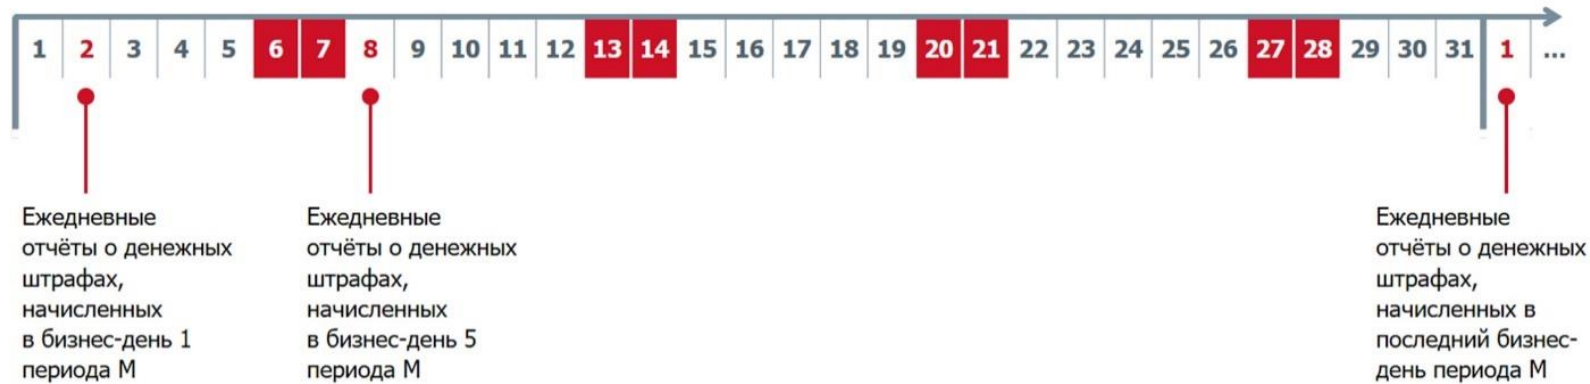 1 2 3 4 5 6 7 8 9 10 11 12 13 14 15 16 17 18 19 20 21 22 23 24 25 26 27 28 29 30 31 1 ...
Ежедневные
отчёты о денежных
штрафах,
начисленных
в бизнес-день 1
периода М
Ежедневные
отчёты о денежных
штрафах,
начисленных
в бизнес-день 5
периода М
Ежедневные
отчёты о денежных
штрафах,
начисленных в
последний бизнес-
день периода М